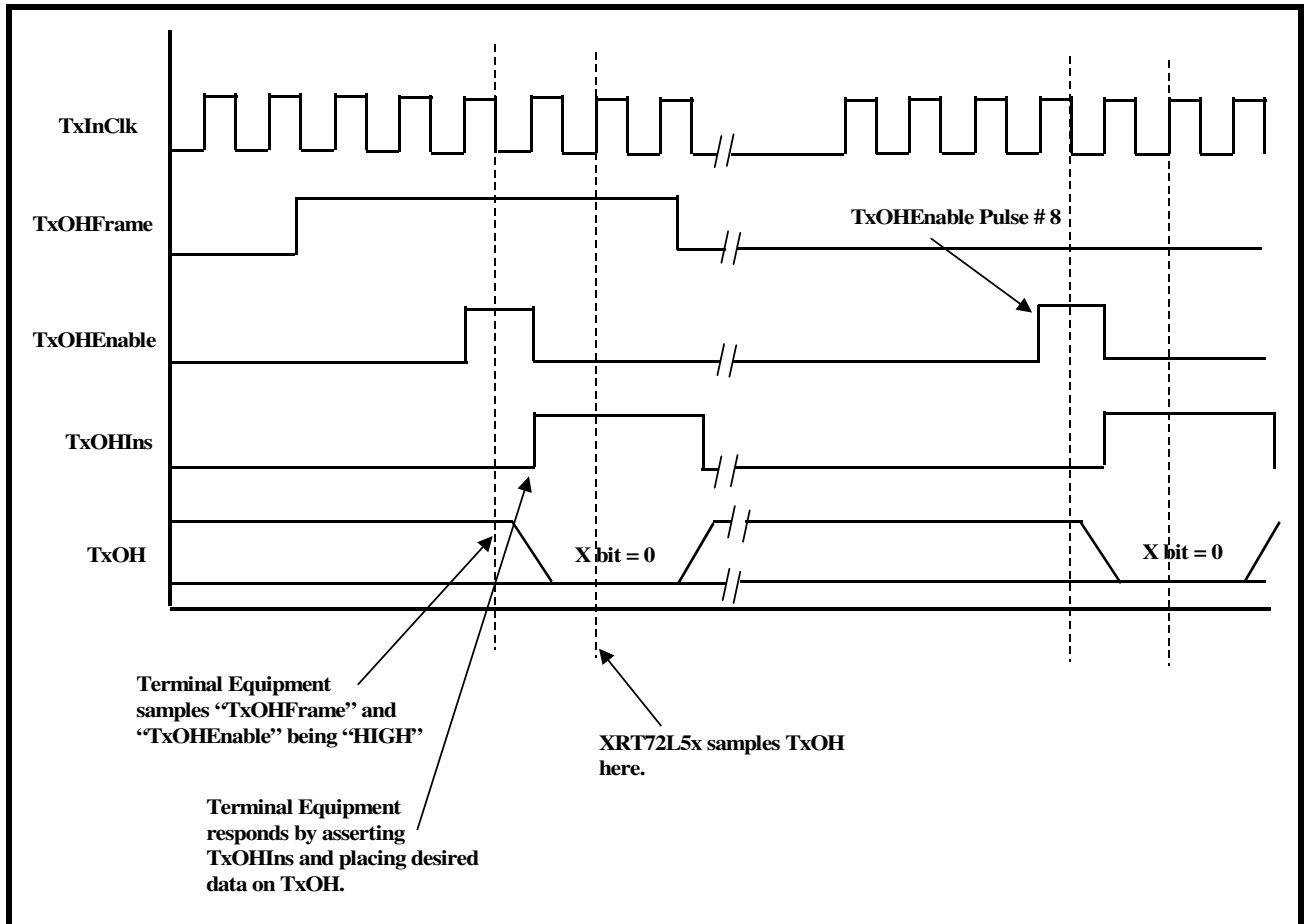 TxInClk
TxOHFrame
TxOHEnable Pulse # 8
TxOHEnable
TxOHIns
TxOH
X bit = 0
X bit = 0
Terminal Equipment
samples “TxOHFrame” and
“TxOHEnable” being “HIGH”
XRT72L5x samples TxOH
here.
Terminal Equipment
responds by asserting
TxOHIns and placing desired
data on TxOH.